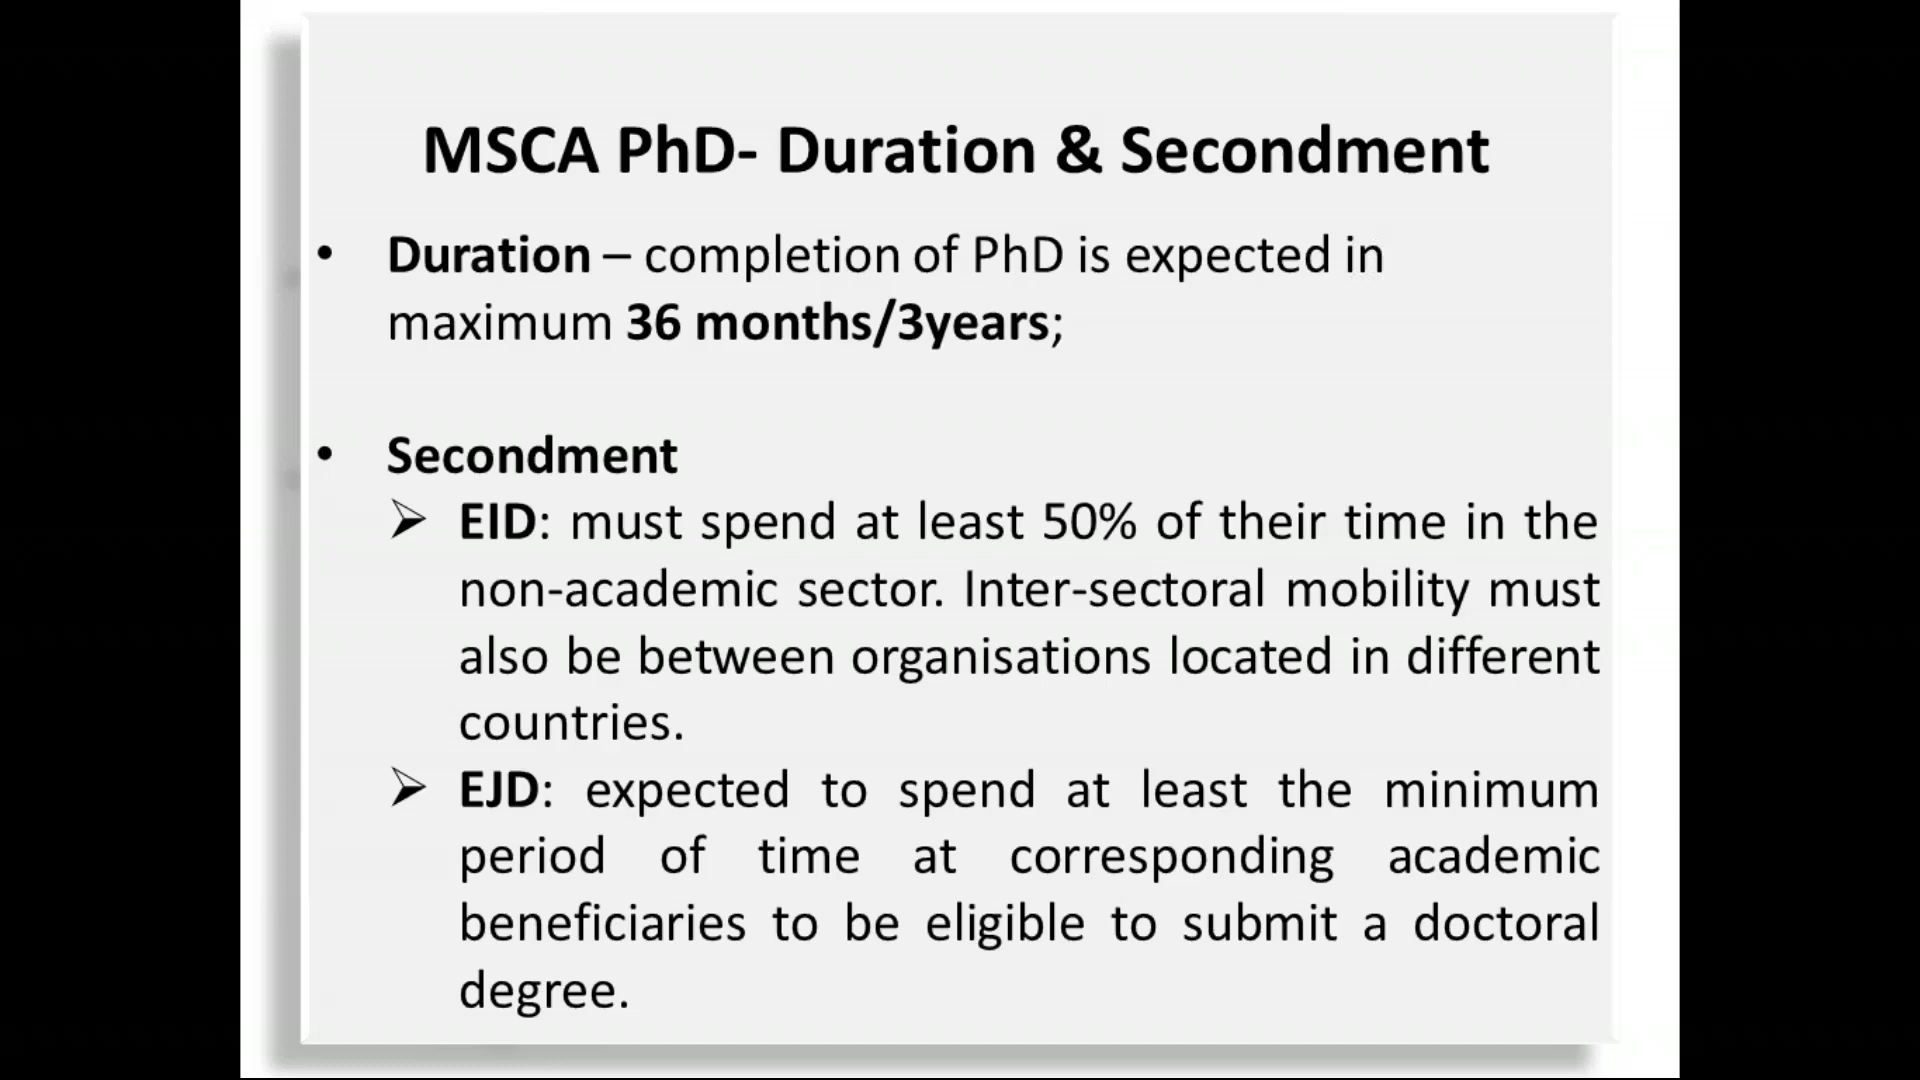 MSCA PhD- Duration & Secondment
• Duration – completion of PhD is expected in
maximum 36 months/3years;
• Secondment
➢ EID: must spend at least 50% of their time in the
non-academic sector. Inter-sectoral mobility must
also be between organisations located in different
countries.
➢ EJD: expected to spend at least the minimum
period of time at corresponding academic
beneficiaries to be eligible to submit a doctoral
degree.